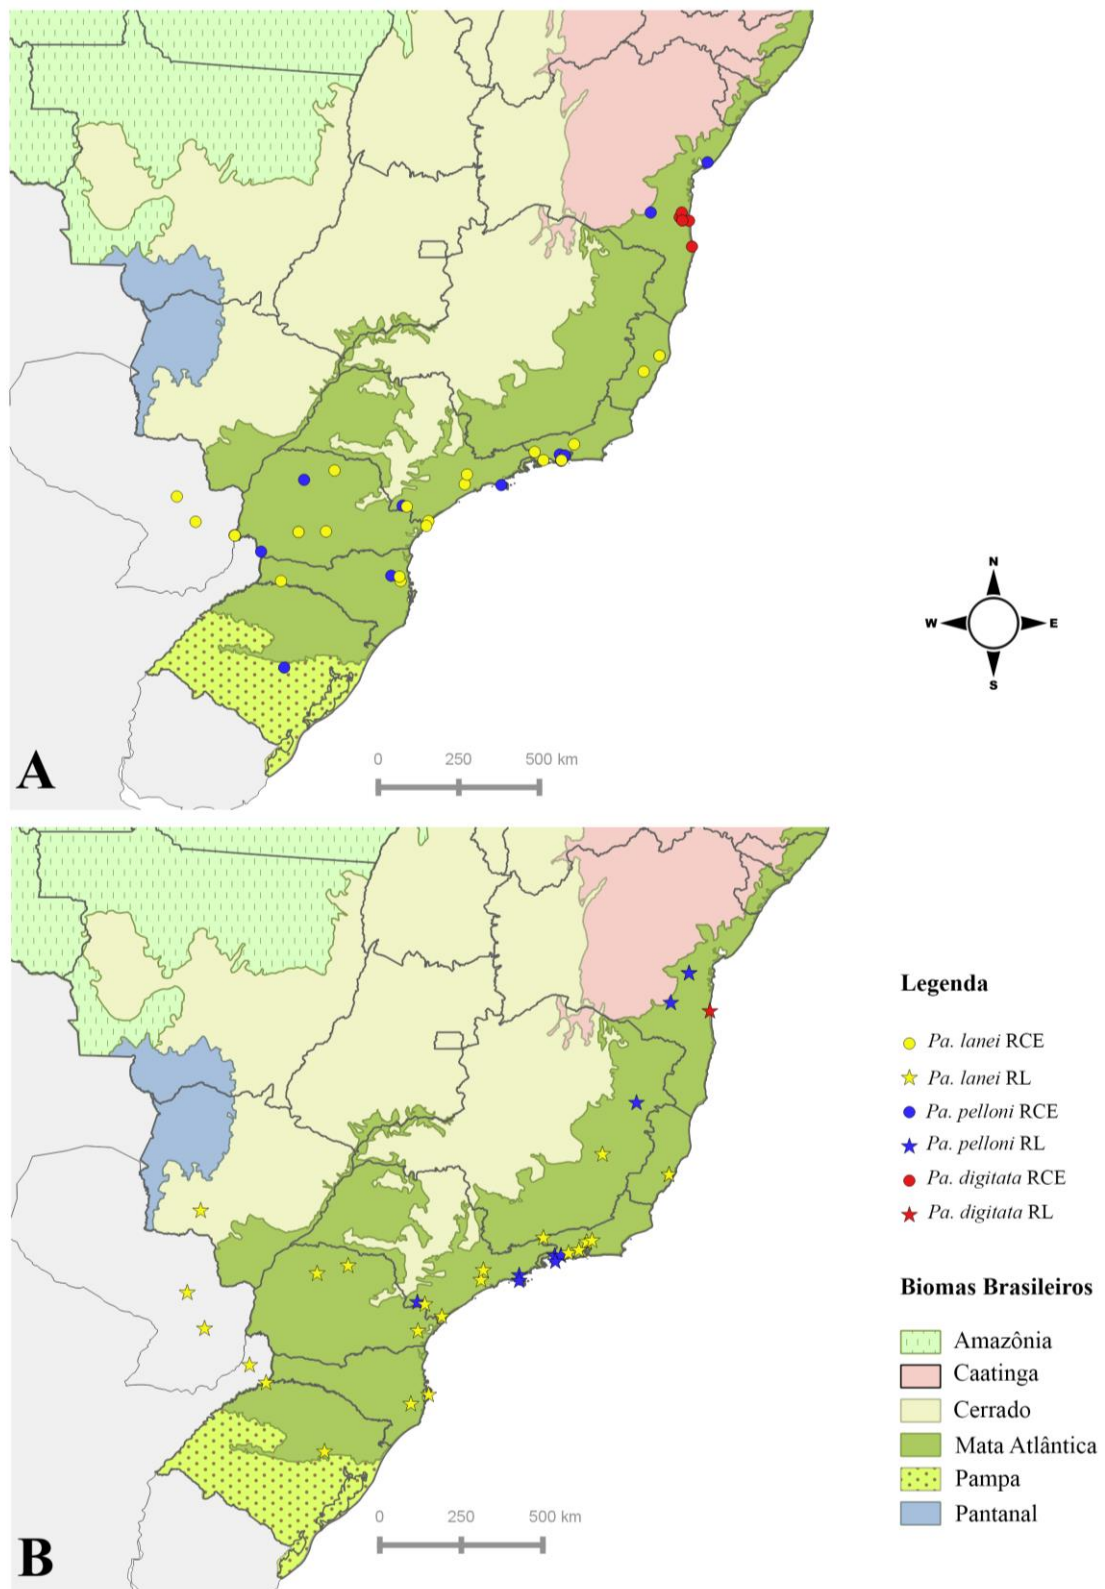 N
W E
S
A
0 250 500 km
B
0 250 500 km
Legenda
Pa. lanei RCE
Pa. lanei RL
Pa. pelloni RCE
Pa. pelloni RL
Pa. digitata RCE
Pa. digitata RL
Biomas Brasileiros
Amazônia
Caatinga
Cerrado
Mata Atlântica
Pampa
Pantanal